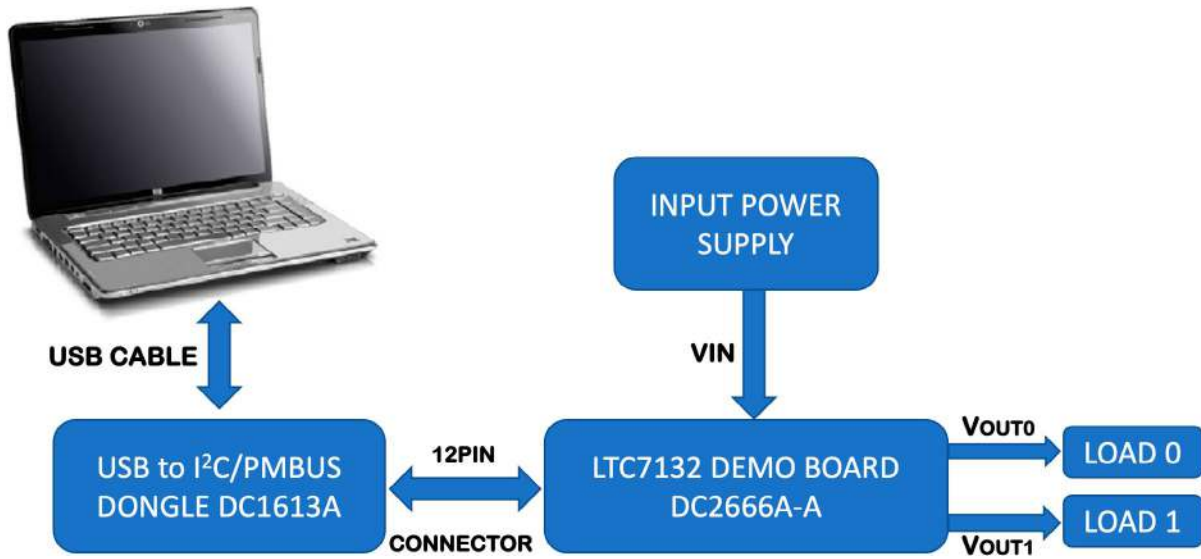 INPUT POWER
SUPPLY
USB CABLE
VIN
USB to I²C/PMBUS
DONGLE DC1613A
12PIN
CONNECTOR
LTC7132 DEMO BOARD
DC2666A-A
VOUT0
LOAD 0
VOUT1
LOAD 1